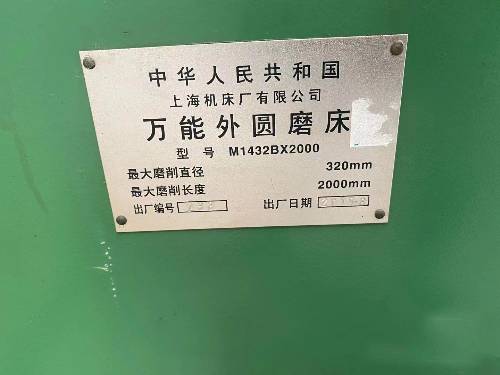 中华人民共和国
上海机床厂有限公司
万能外圆磨床
型号 M1432BX2000
最大磨削直径 320mm
最大磨削长度 2000mm
出厂编号 出厂日期